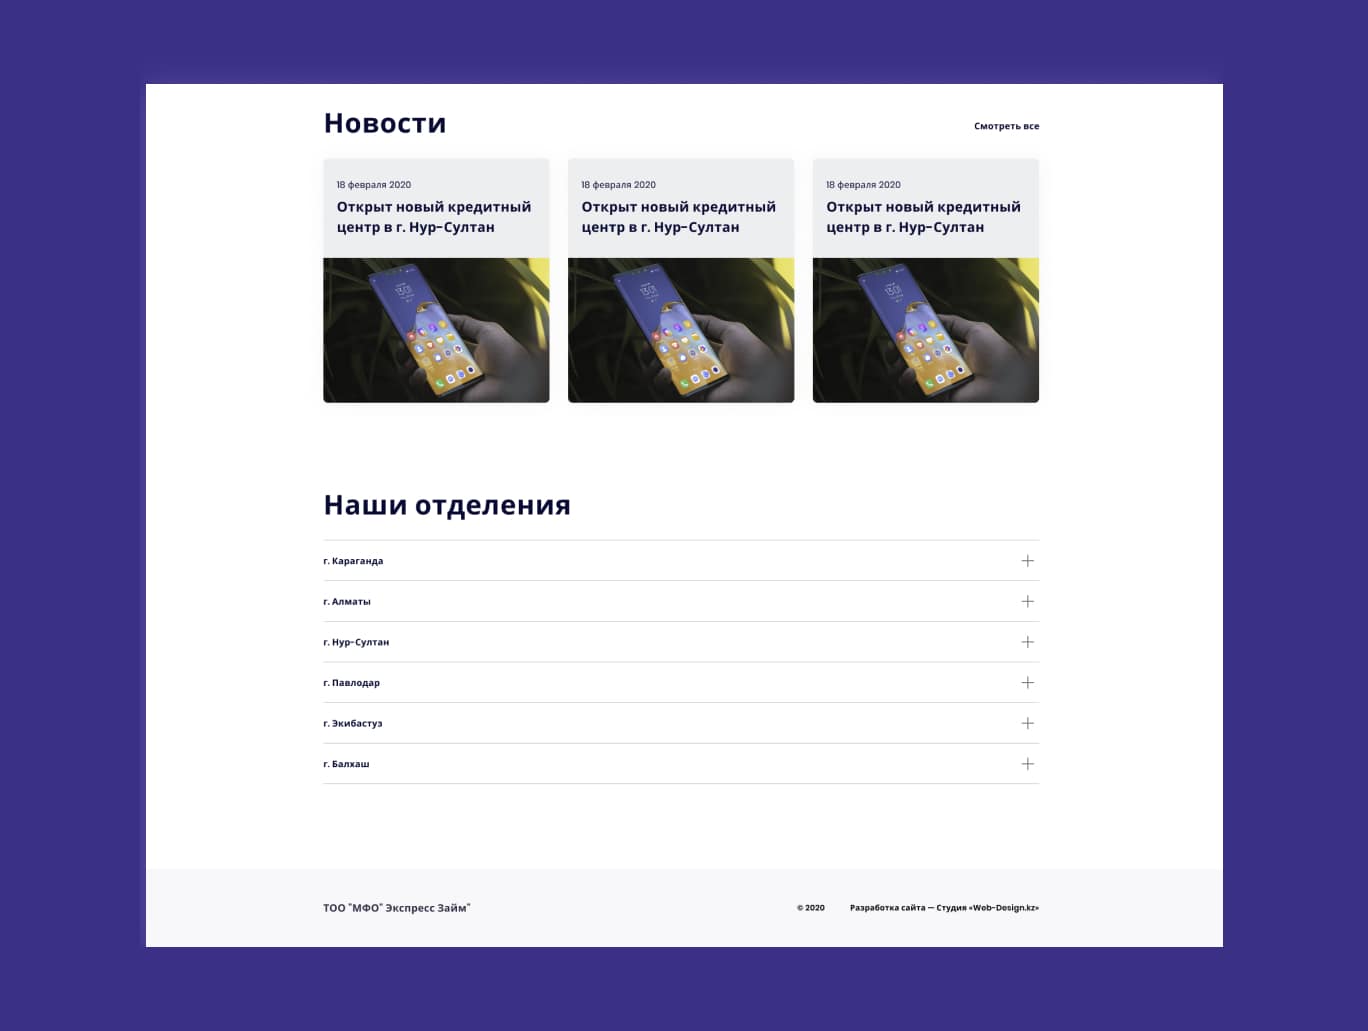 Новости
Смотреть все
18 февраля 2020
Открыт новый кредитный
центр в г. Нур-Султан
18 февраля 2020
Открыт новый кредитный
центр в г. Нур-Султан
18 февраля 2020
Открыт новый кредитный
центр в г. Нур-Султан
Наши отделения
г. Караганда
г. Алматы
г. Нур-Султан
г. Павлодар
г. Экибастуз
г. Балхаш
ТОО "МФО" Экспресс Займ"
© 2020
Разработка сайта — Студия «Web-Design.kz»